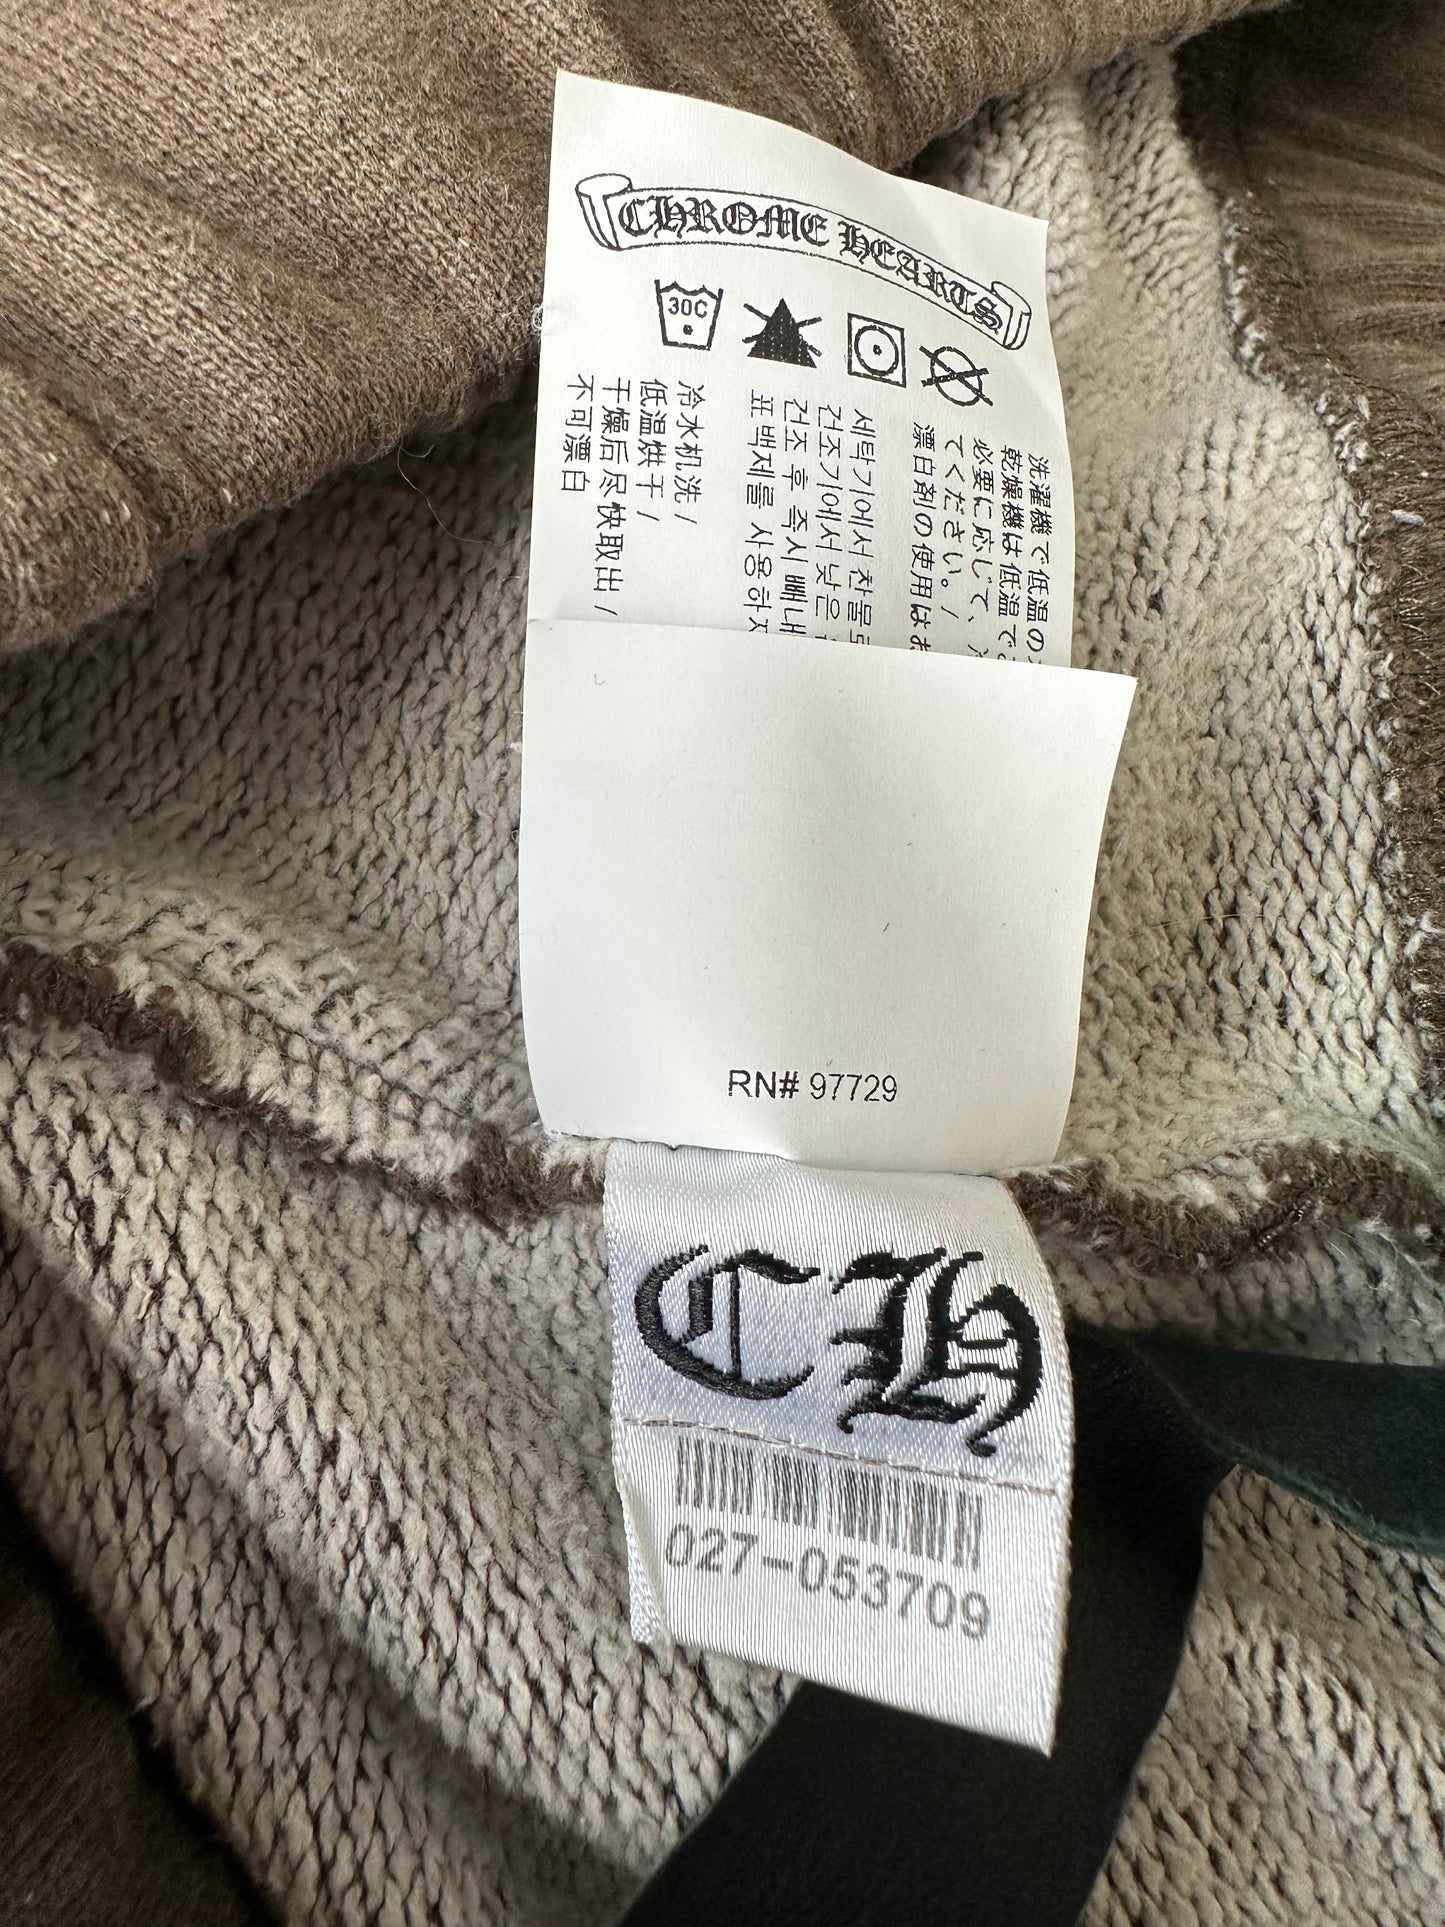 CHROME HEARTS
30C
洗濯機で低温の
乾燥機は低温で
必要に応じて、
てください。/
漂白剤の使用はお
세탁기에서 찬물로
건조기에서 낮은
건조 후 즉시 빼내
표백제를 사용하지
冷水机洗/
低温烘干/
干燥后尽快取出/
不可漂白
RN# 97729
CH
027-053709